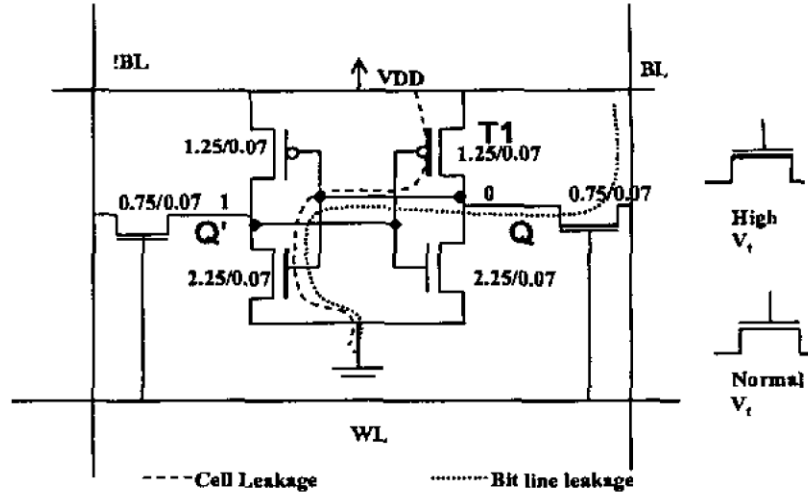 !BL
VDD
BL
T1
1.25/0.07
1.25/0.07
0.75/0.07 1
0
0.75/0.07
Q'
Q
2.25/0.07
2.25/0.07
High
Vt
Normal
Vt
WL
Cell Leakage
Bit line leakage